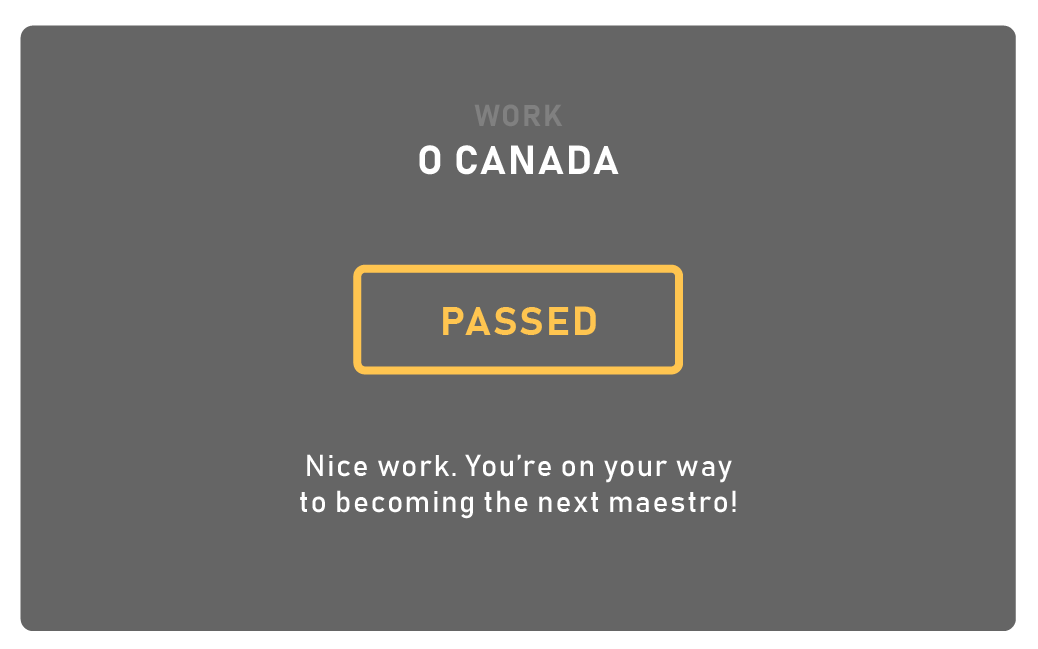 WORK
O CANADA
PASSED
Nice work. You’re on your way
to becoming the next maestro!